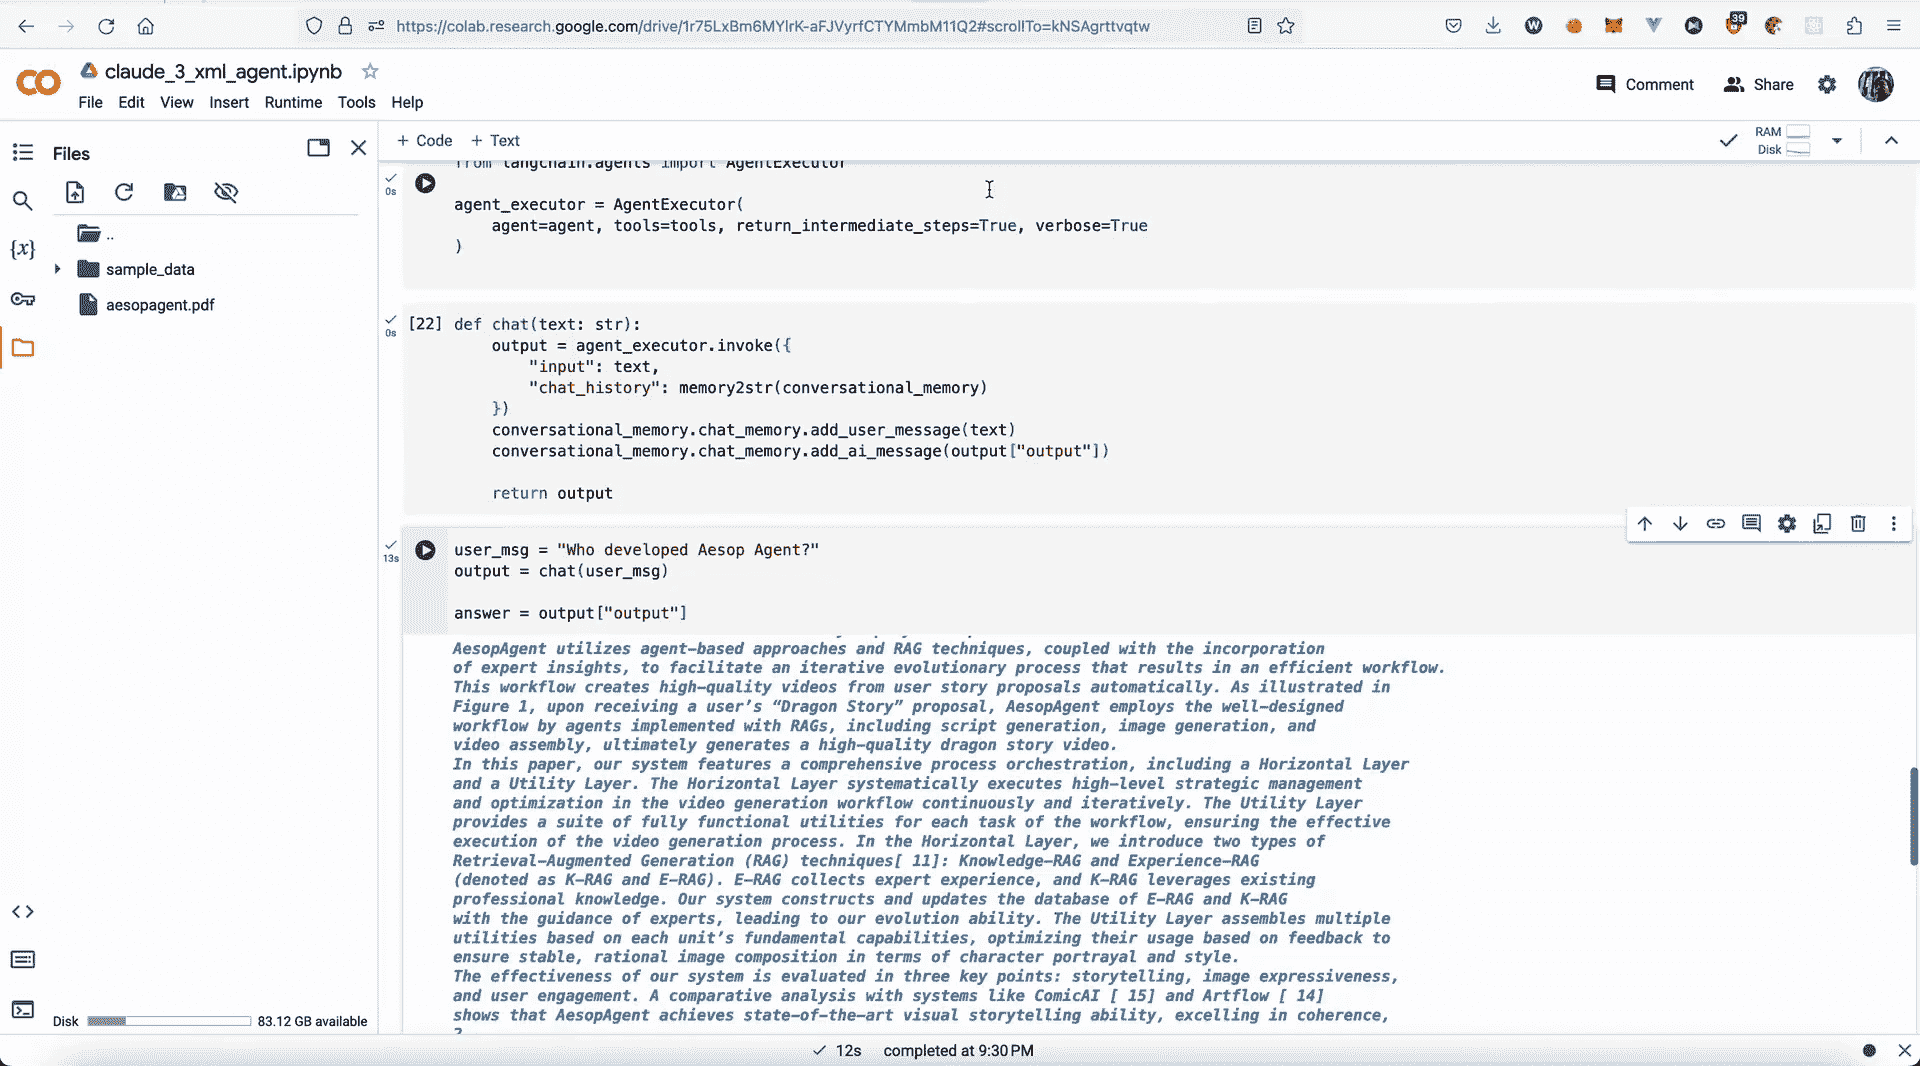 https://colab.research.google.com/drive/1r75LxBm6MYlrK-aFJVyrfCTYMmbM11Q2#scrollTo=kNSAgrttvqtw
39
claude_3_xml_agent.ipynb
File Edit View Insert Runtime Tools Help
Comment
Share
Files
+ Code + Text
RAM
Disk
..
sample_data
aesopagent.pdf
from langchain.agents import AgentExecutor
0s
agent_executor = AgentExecutor(
agent=agent, tools=tools, return_intermediate_steps=True, verbose=True
)
0s
[22] def chat(text: str):
output = agent_executor.invoke({
"input": text,
"chat_history": memory2str(conversational_memory)
})
conversational_memory.chat_memory.add_user_message(text)
conversational_memory.chat_memory.add_ai_message(output["output"])
return output
13s
user_msg = "Who developed Aesop Agent?"
output = chat(user_msg)
answer = output["output"]
AesopAgent utilizes agent-based approaches and RAG techniques, coupled with the incorporation
of expert insights, to facilitate an iterative evolutionary process that results in an efficient workflow.
This workflow creates high-quality videos from user story proposals automatically. As illustrated in
Figure 1, upon receiving a user's “Dragon Story” proposal, AesopAgent employs the well-designed
workflow by agents implemented with RAGs, including script generation, image generation, and
video assembly, ultimately generates a high-quality dragon story video.
In this paper, our system features a comprehensive process orchestration, including a Horizontal Layer
and a Utility Layer. The Horizontal Layer systematically executes high-level strategic management
and optimization in the video generation workflow continuously and iteratively. The Utility Layer
provides a suite of fully functional utilities for each task of the workflow, ensuring the effective
execution of the video generation process. In the Horizontal Layer, we introduce two types of
Retrieval-Augmented Generation (RAG) techniques[ 11]: Knowledge-RAG and Experience-RAG
(denoted as K-RAG and E-RAG). E-RAG collects expert experience, and K-RAG leverages existing
professional knowledge. Our system constructs and updates the database of E-RAG and K-RAG
with the guidance of experts, leading to our evolution ability. The Utility Layer assembles multiple
utilities based on each unit's fundamental capabilities, optimizing their usage based on feedback to
ensure stable, rational image composition in terms of character portrayal and style.
The effectiveness of our system is evaluated in three key points: storytelling, image expressiveness,
and user engagement. A comparative analysis with systems like ComicAI [ 15] and Artflow [ 14]
shows that AesopAgent achieves state-of-the-art visual storytelling ability, excelling in coherence,
2
Disk
83.12 GB available
12s completed at 9:30 PM